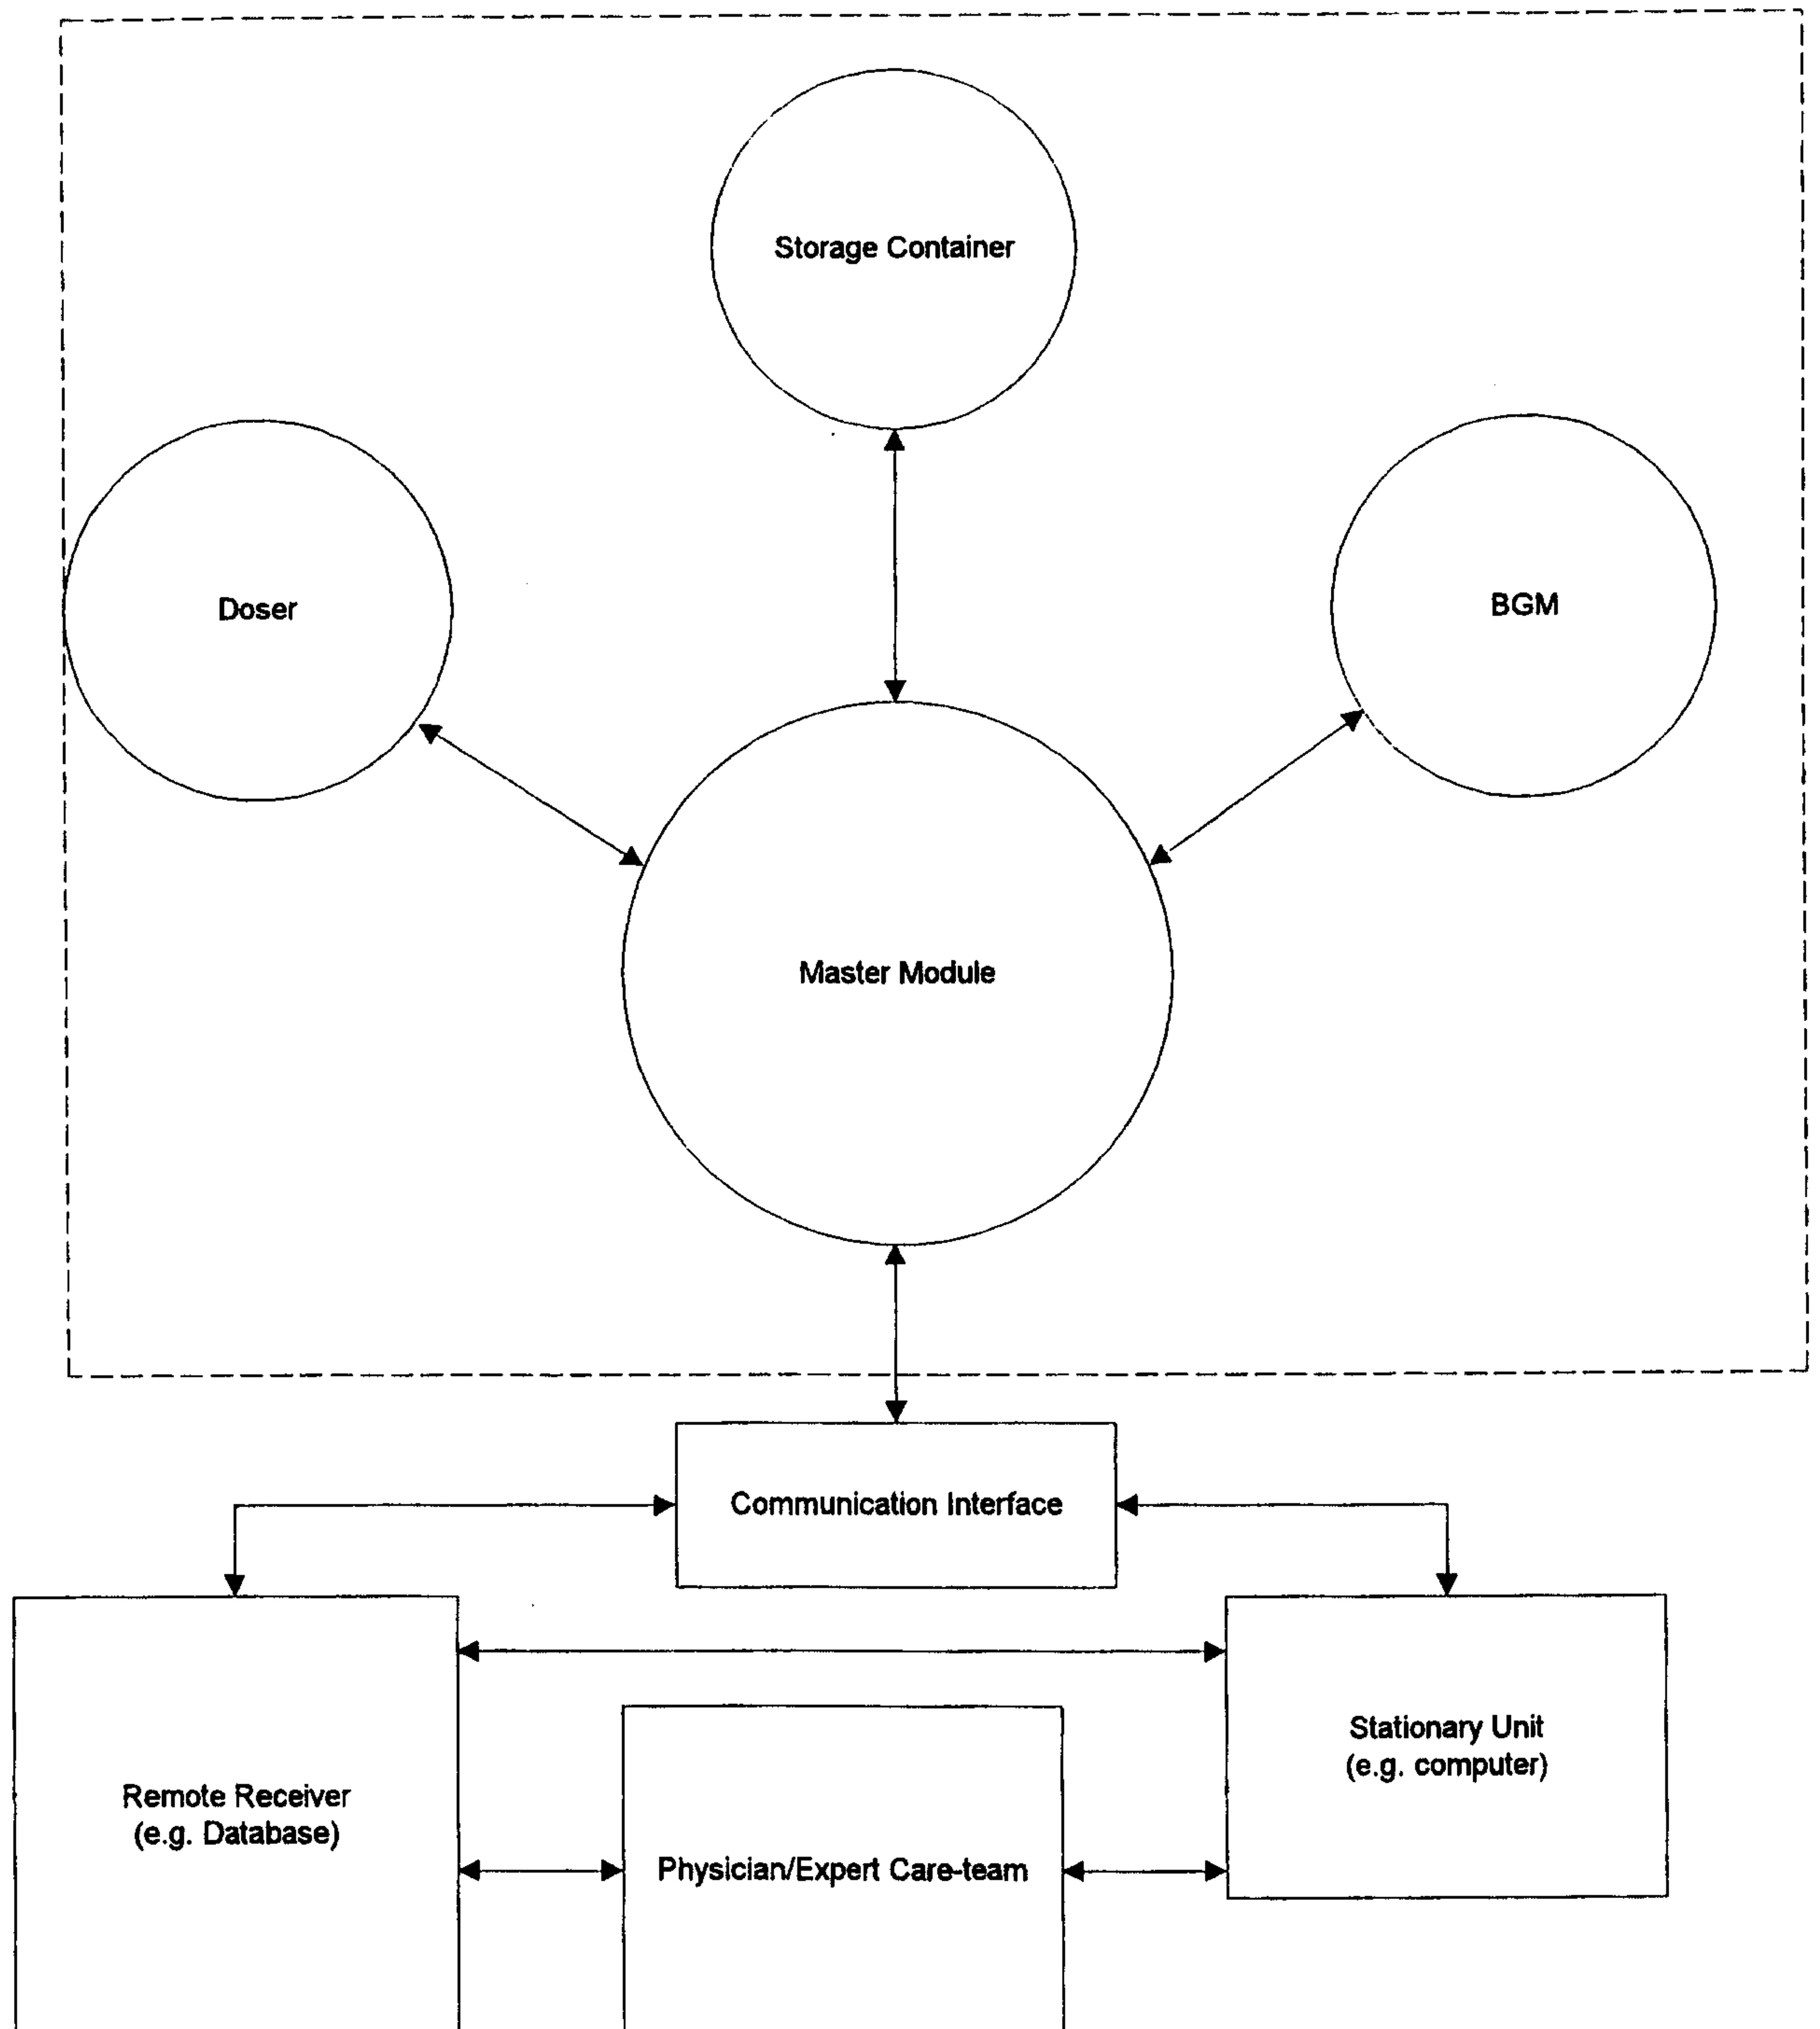 Storage Container
Doser
BGM
Master Module
Communication Interface
Stationary Unit
(e.g. computer)
Remote Receiver
(e.g. Database)
Physician/Expert Care-team